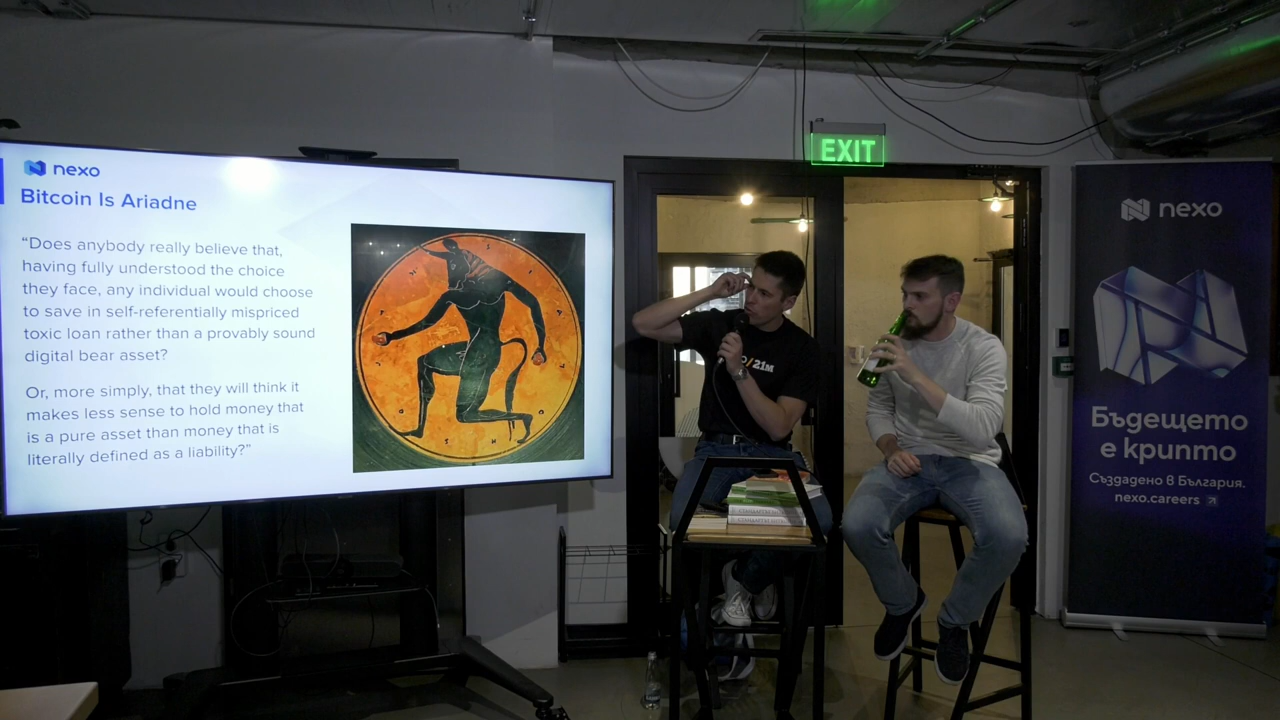 nexo
Bitcoin Is Ariadne
“Does anybody really believe that,
having fully understood the choice
they face, any individual would choose
to save in self-referentially mispriced
toxic loan rather than a provably sound
digital bear asset?
Or, more simply, that they will think it
makes less sense to hold money that
is a pure asset than money that is
literally defined as a liability?”
EXIT
/21M
nexo
Бъдещето
е крипто
Създадено в България.
nexo.careers